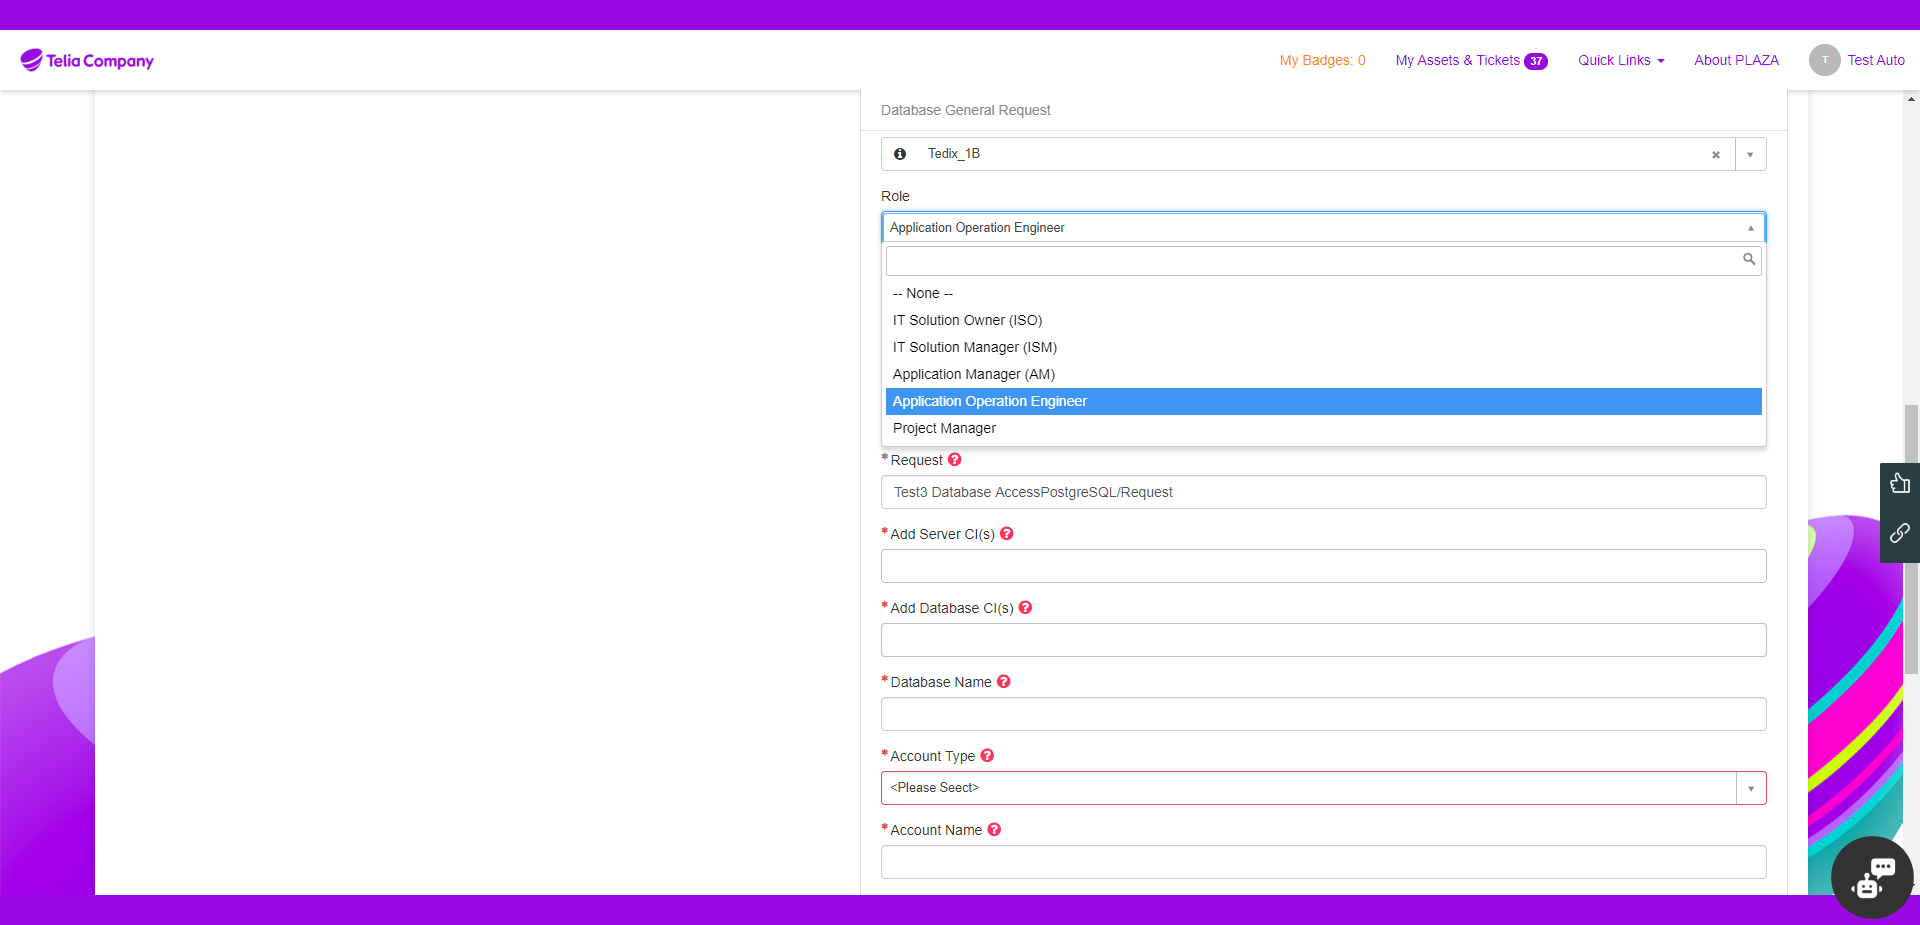 Telia Company
My Badges: 0
My Assets & Tickets 37
Quick Links
About PLAZA
T
Test Auto
Database General Request
Tedix_1B
Role
Application Operation Engineer
-- None --
IT Solution Owner (ISO)
IT Solution Manager (ISM)
Application Manager (AM)
Application Operation Engineer
Project Manager
* Request ?
Test3 Database AccessPostgreSQL/Request
* Add Server CI(s) ?
* Add Database CI(s) ?
* Database Name ?
* Account Type ?
<Please Seect>
* Account Name ?